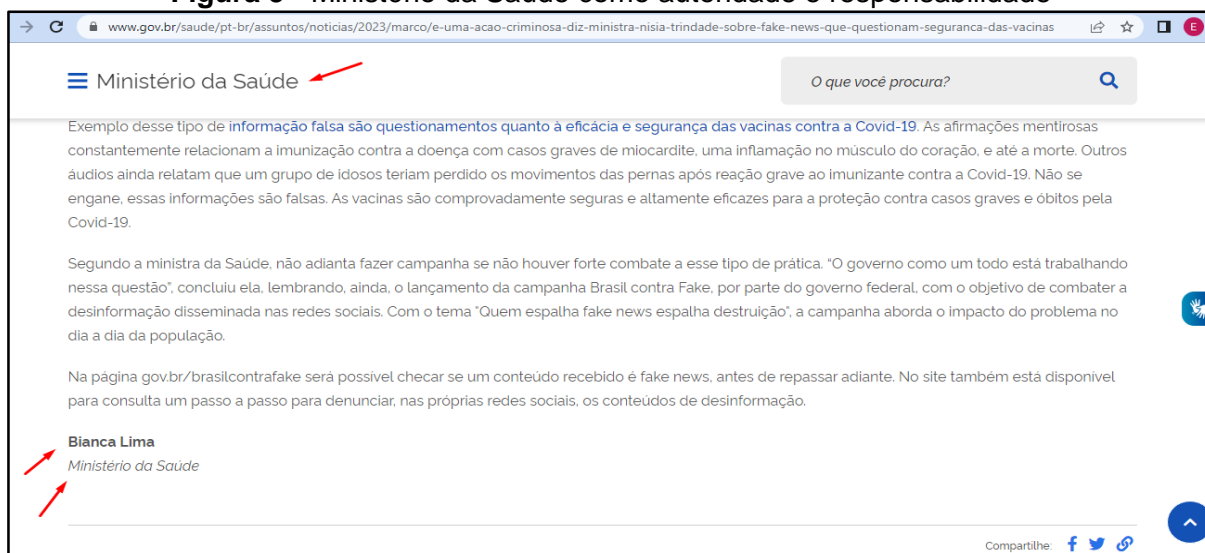 Figura 3 - Ministério da Saúde como autoridade e responsabilidade
www.gov.br/saude/pt-br/assuntos/noticias/2023/marco/e-uma-acao-criminosa-diz-ministra-nisia-trindade-sobre-fake-news-que-questionam-seguranca-das-vacinas
E
Ministério da Saúde
O que você procura?
Exemplo desse tipo de informação falsa são questionamentos quanto à eficácia e segurança das vacinas contra a Covid-19. As afirmações mentirosas
constantemente relacionam a imunização contra a doença com casos graves de miocardite, uma inflamação no músculo do coração, e até a morte. Outros
áudios ainda relatam que um grupo de idosos teriam perdido os movimentos das pernas após reação grave ao imunizante contra a Covid-19. Não se
engane, essas informações são falsas. As vacinas são comprovadamente seguras e altamente eficazes para a proteção contra casos graves e óbitos pela
Covid-19.
Segundo a ministra da Saúde, não adianta fazer campanha se não houver forte combate a esse tipo de prática. "O governo como um todo está trabalhando
nessa questão", concluiu ela, lembrando, ainda, o lançamento da campanha Brasil contra Fake, por parte do governo federal, com o objetivo de combater a
desinformação disseminada nas redes sociais. Com o tema "Quem espalha fake news espalha destruição", a campanha aborda o impacto do problema no
dia a dia da população.
Na página gov.br/brasilcontrafake será possível checar se um conteúdo recebido é fake news, antes de repassar adiante. No site também está disponível
para consulta um passo a passo para denunciar, nas próprias redes sociais, os conteúdos de desinformação.
Bianca Lima
Ministério da Saúde
Compartilhe: